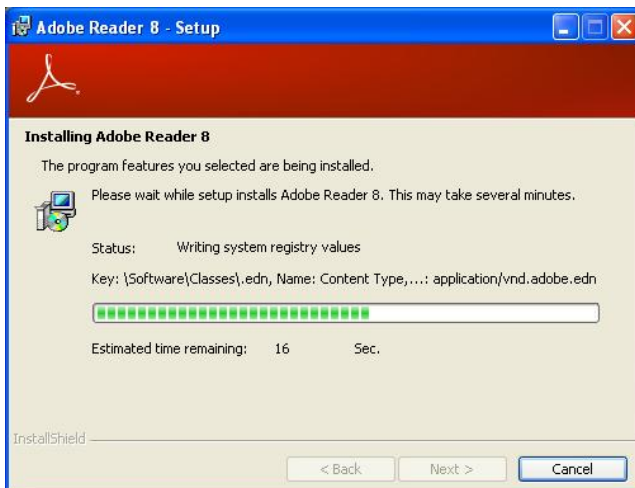 Adobe Reader 8 - Setup
Installing Adobe Reader 8
The program features you selected are being installed.
Please wait while setup installs Adobe Reader 8. This may take several minutes.
Status: Writing system registry values
Key: \Software\Classes\.edn, Name: Content Type,...: application/vnd.adobe.edn
Estimated time remaining: 16 Sec.
InstallShield
< Back Next > Cancel